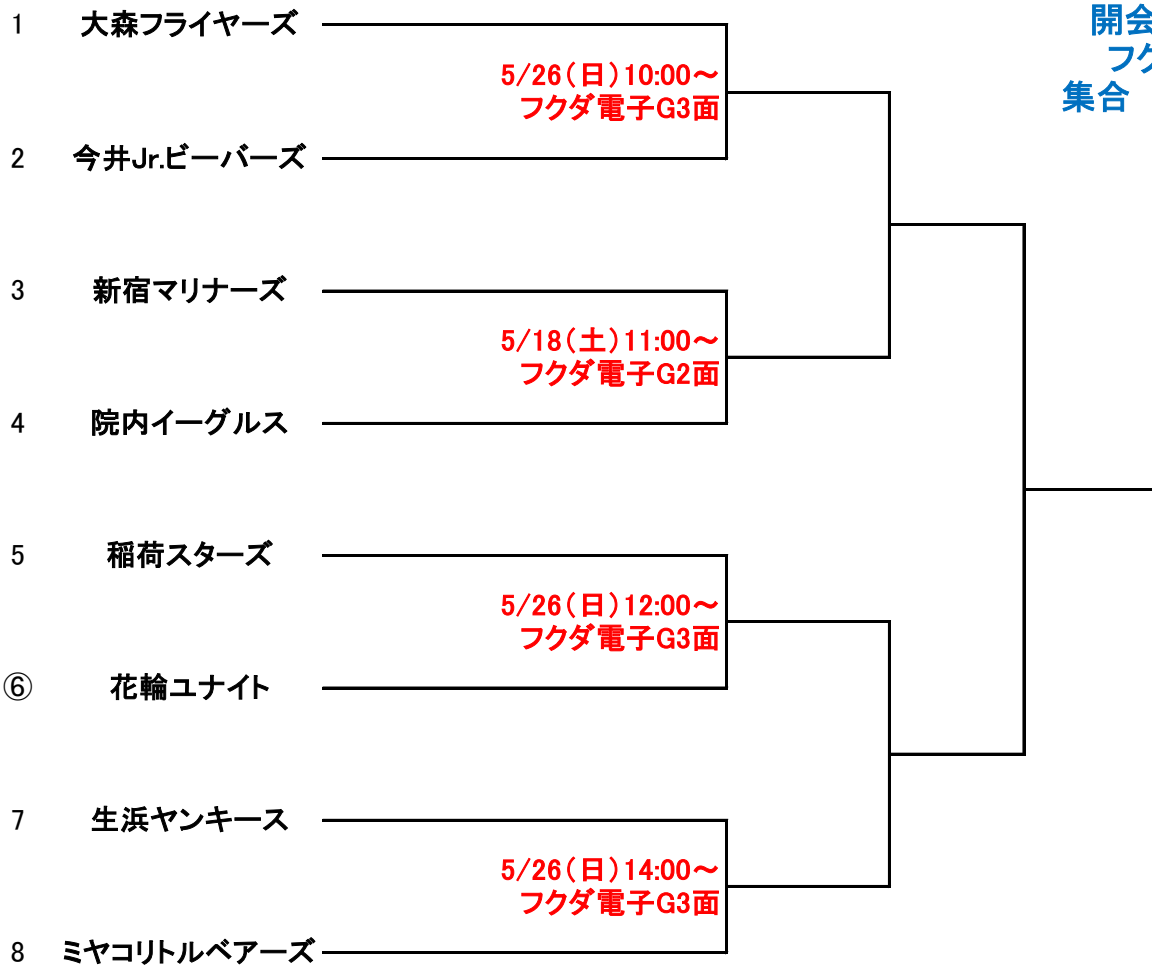 1 大森フライヤーズ
開会
フク
集合
5/26(日)10:00～
フクダ電子G3面
2 今井Jr.ビーバーズ
3 新宿マリナーズ
5/18(土)11:00～
フクダ電子G2面
4 院内イーグルス
5 稲荷スターズ
5/26(日)12:00～
フクダ電子G3面
⑥ 花輪ユナイト
7 生浜ヤンキース
5/26(日)14:00～
フクダ電子G3面
8 ミヤコリトルベアーズ